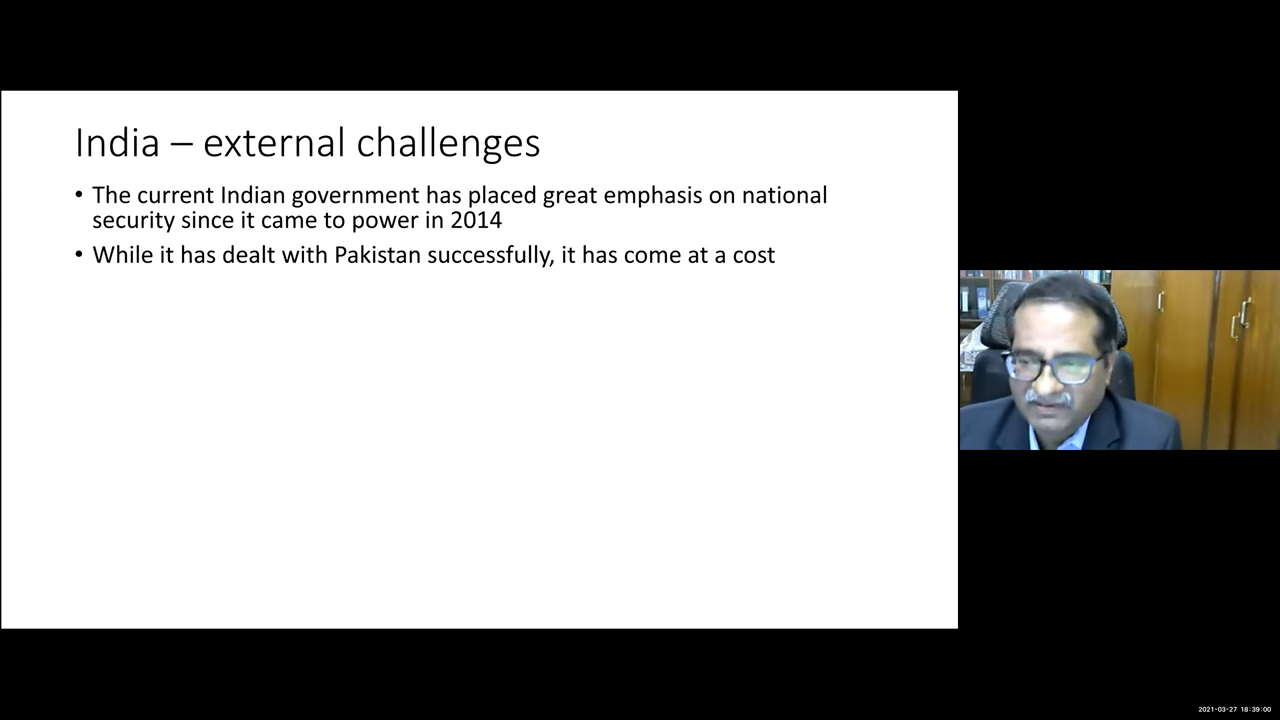 India – external challenges
• The current Indian government has placed great emphasis on national
security since it came to power in 2014
• While it has dealt with Pakistan successfully, it has come at a cost
2021-03-27 18:39:00